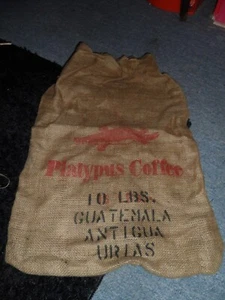 Platypus Coffee
10 LBS.
GUATEMALA
ANTIGUA
URIAS